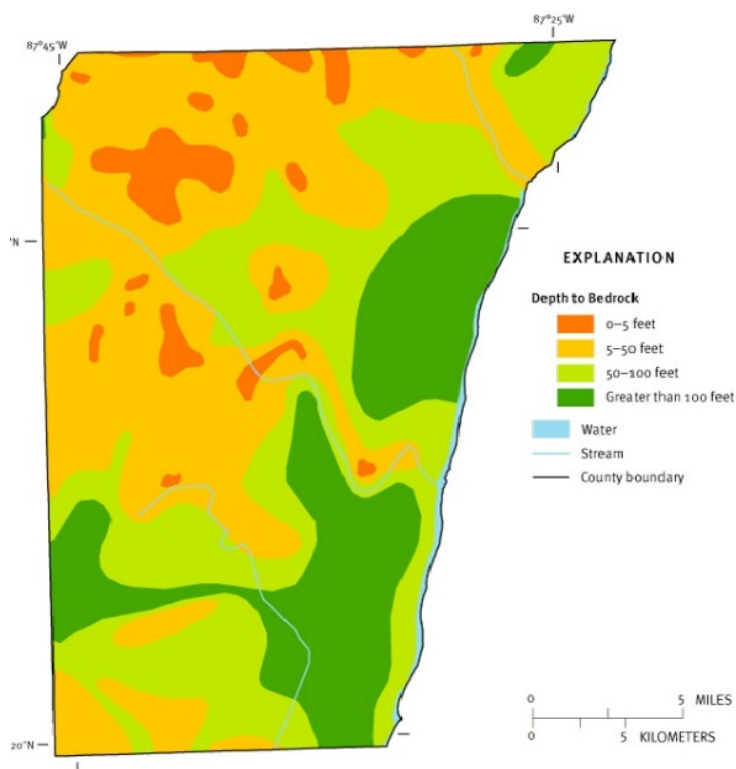 87°45'W
87°25'W
'N
EXPLANATION
Depth to Bedrock
0–5 feet
5–50 feet
50–100 feet
Greater than 100 feet
Water
Stream
County boundary
20'N
0 5 MILES
0 5 KILOMETERS